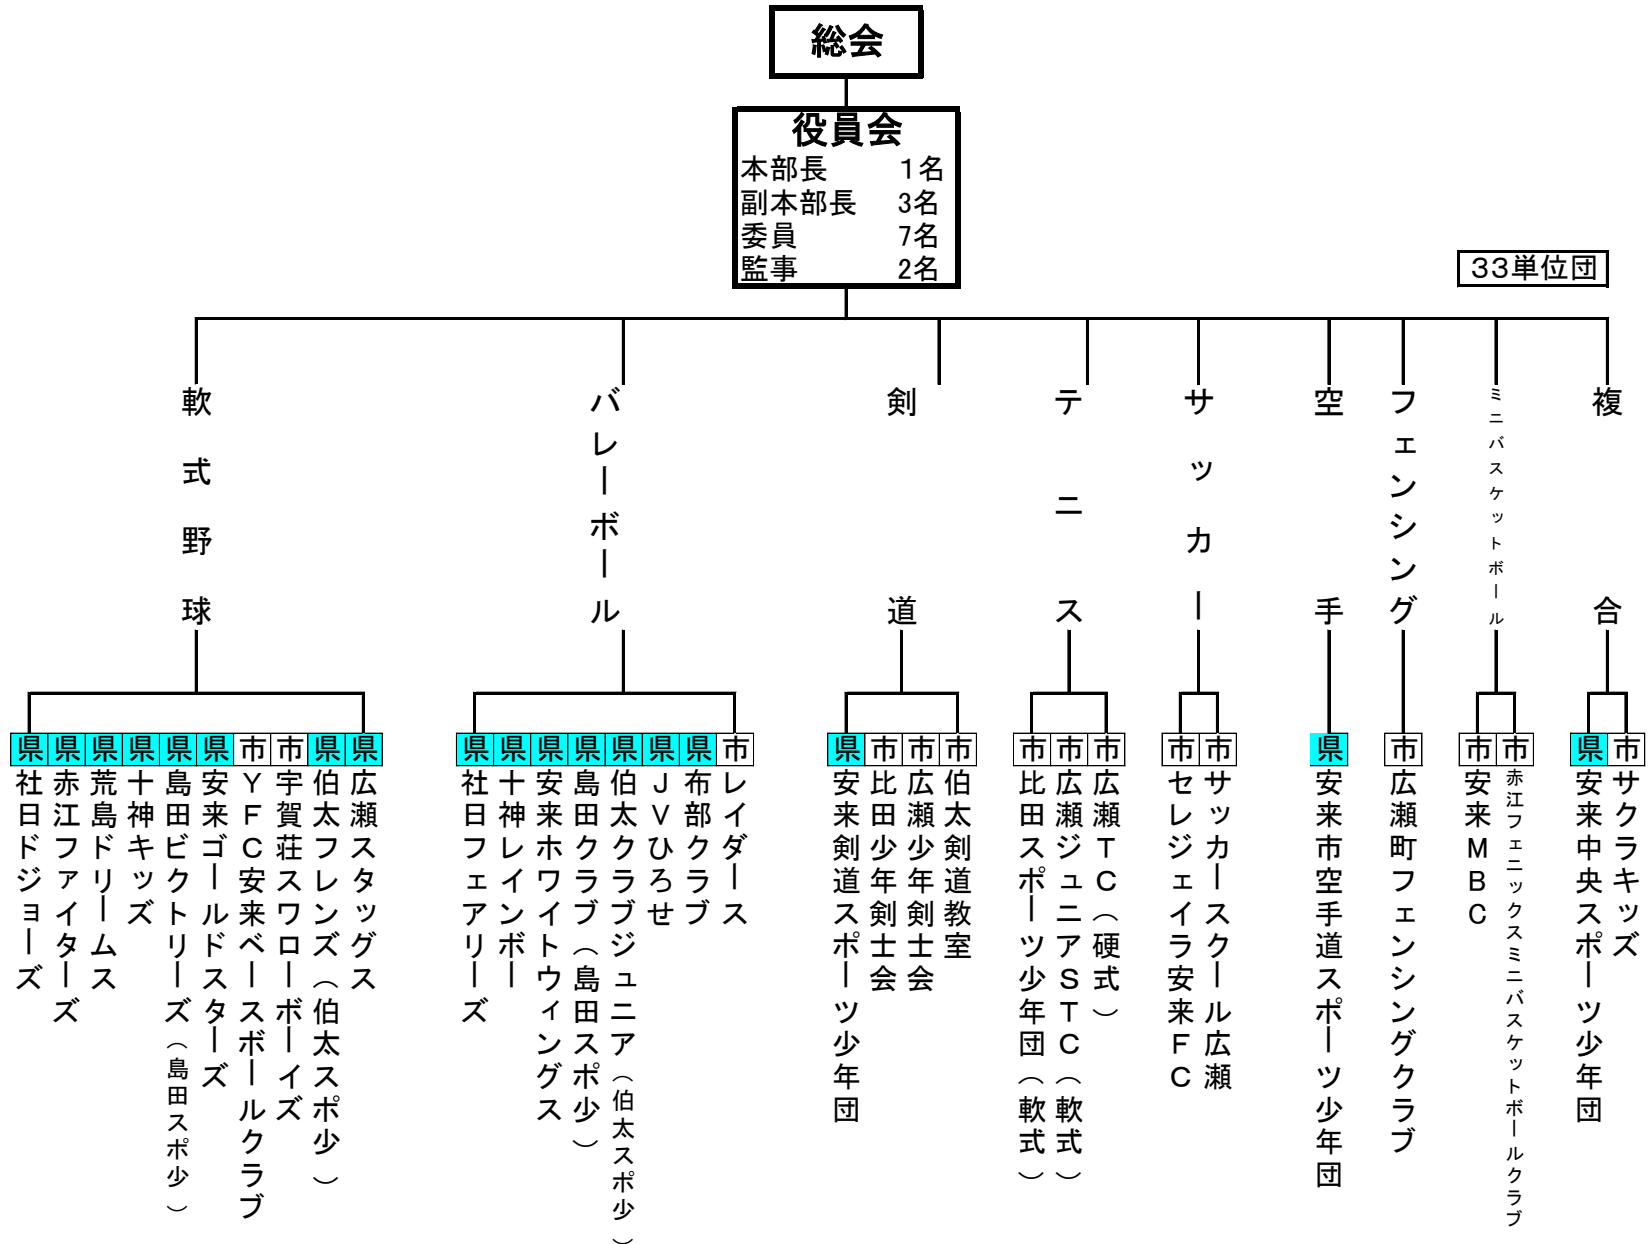 総会
役員会
本部長 1名
副本部長 3名
委員 7名
監事 2名
33単位団
軟式野球
バレーボール
剣道
テニス
サッカー
空手
フェンシング
ミニバスケットボール
複合
県 社日ドジョーズ
県 赤江ファイターズ
県 荒島ドリームス
県 十神キッズ
県 島田ビクトリーズ（島田スポ少）
県 安来ゴールドスターズ
市 ＹＦＣ安来ベースボールクラブ
市 宇賀荘スワローボーイズ
県 伯太フレンズ（伯太スポ少）
県 広瀬スタッグス
県 社日フェアリーズ
県 十神レインボー
県 安来ホワイトウィングス
県 島田クラブ（島田スポ少）
県 伯太クラブジュニア（伯太スポ少）
県 ＪＶひろせ
県 布部クラブ
市 レイダース
県 安来剣道スポーツ少年団
市 比田少年剣士会
市 広瀬少年剣士会
市 伯太剣道教室
市 比田スポーツ少年団（軟式）
市 広瀬ジュニアＳＴＣ（軟式）
市 広瀬ＴＣ（硬式）
市 セレジェイラ安来ＦＣ
市 サッカースクール広瀬
県 安来市空手道スポーツ少年団
市 広瀬町フェンシングクラブ
市 安来ＭＢＣ
市 赤江フェニックスミニバスケットボールクラブ
県 安来中央スポーツ少年団
市 サクラキッズ